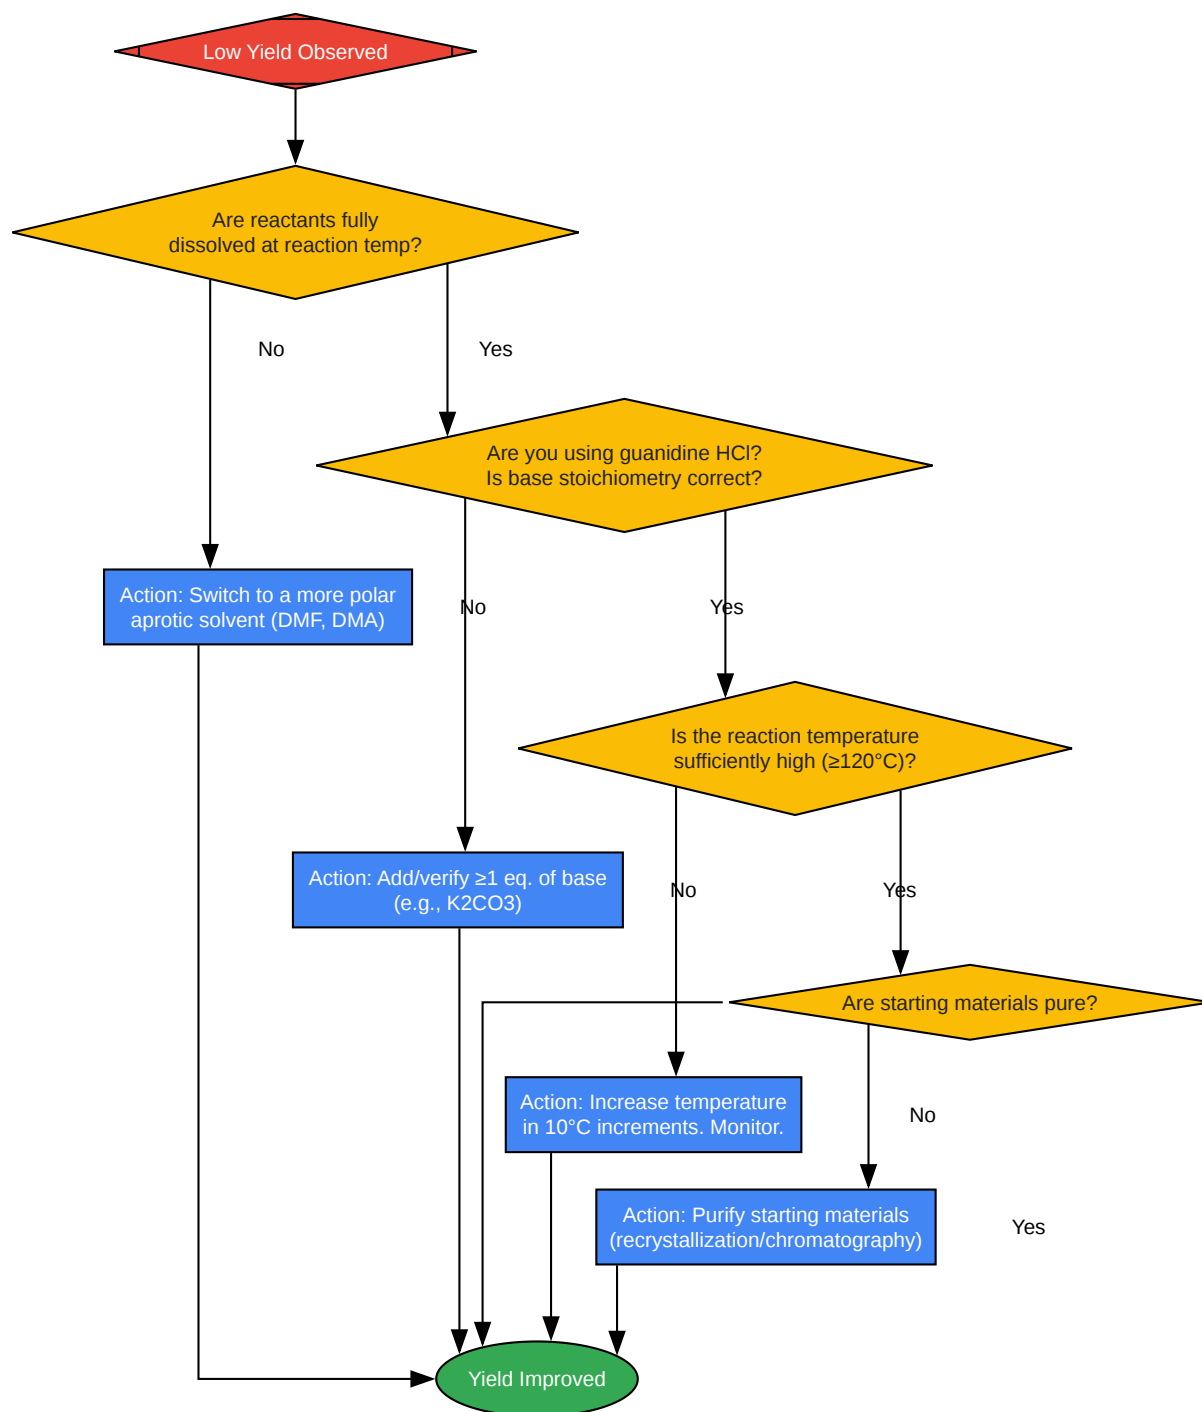 Low Yield Observed
Are reactants fully
dissolved at reaction temp?
No
Yes
Are you using guanidine HCl?
Is base stoichiometry correct?
Action: Switch to a more polar
aprotic solvent (DMF, DMA)
No
Yes
Is the reaction temperature
sufficiently high (≥120°C)?
Action: Add/verify ≥1 eq. of base
(e.g., K2CO3)
No
Yes
Are starting materials pure?
Action: Increase temperature
in 10°C increments. Monitor.
No
Action: Purify starting materials
(recrystallization/chromatography)
Yes
Yield Improved